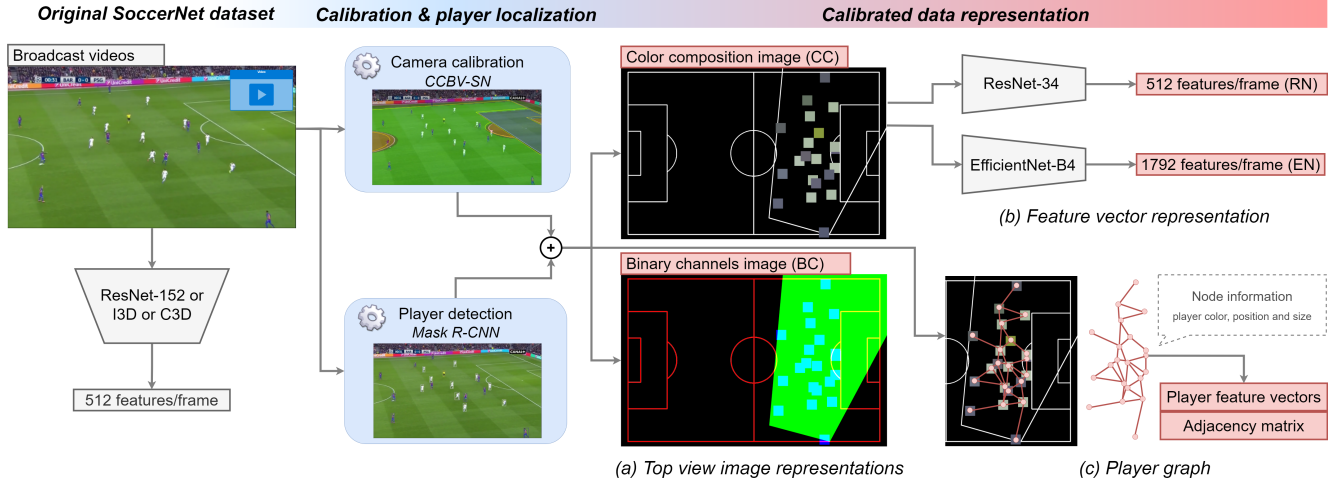 Original SoccerNet dataset
Calibration & player localization
Calibrated data representation
Broadcast videos
Camera calibration
CCBV-SN
Color composition image (CC)
ResNet-34
512 features/frame (RN)
EfficientNet-B4
1792 features/frame (EN)
(b) Feature vector representation
ResNet-152 or
I3D or C3D
512 features/frame
+
Player detection
Mask R-CNN
Binary channels image (BC)
(a) Top view image representations
Node information
player color, position and size
Player feature vectors
Adjacency matrix
(c) Player graph